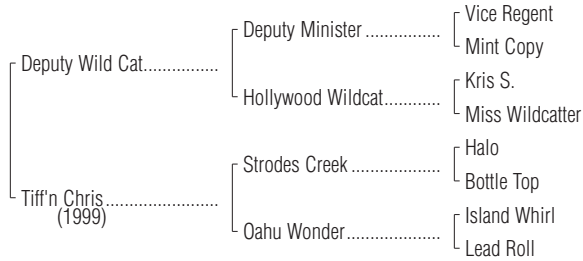 Vice Regent
Deputy Minister ................
Mint Copy
Deputy Wild Cat...............
Kris S.
Hollywood Wildcat...........
Miss Wildcatter
Halo
Strodes Creek ...................
Bottle Top
Tiff'n Chris.......................
(1999)
Island Whirl
Oahu Wonder...................
Lead Roll